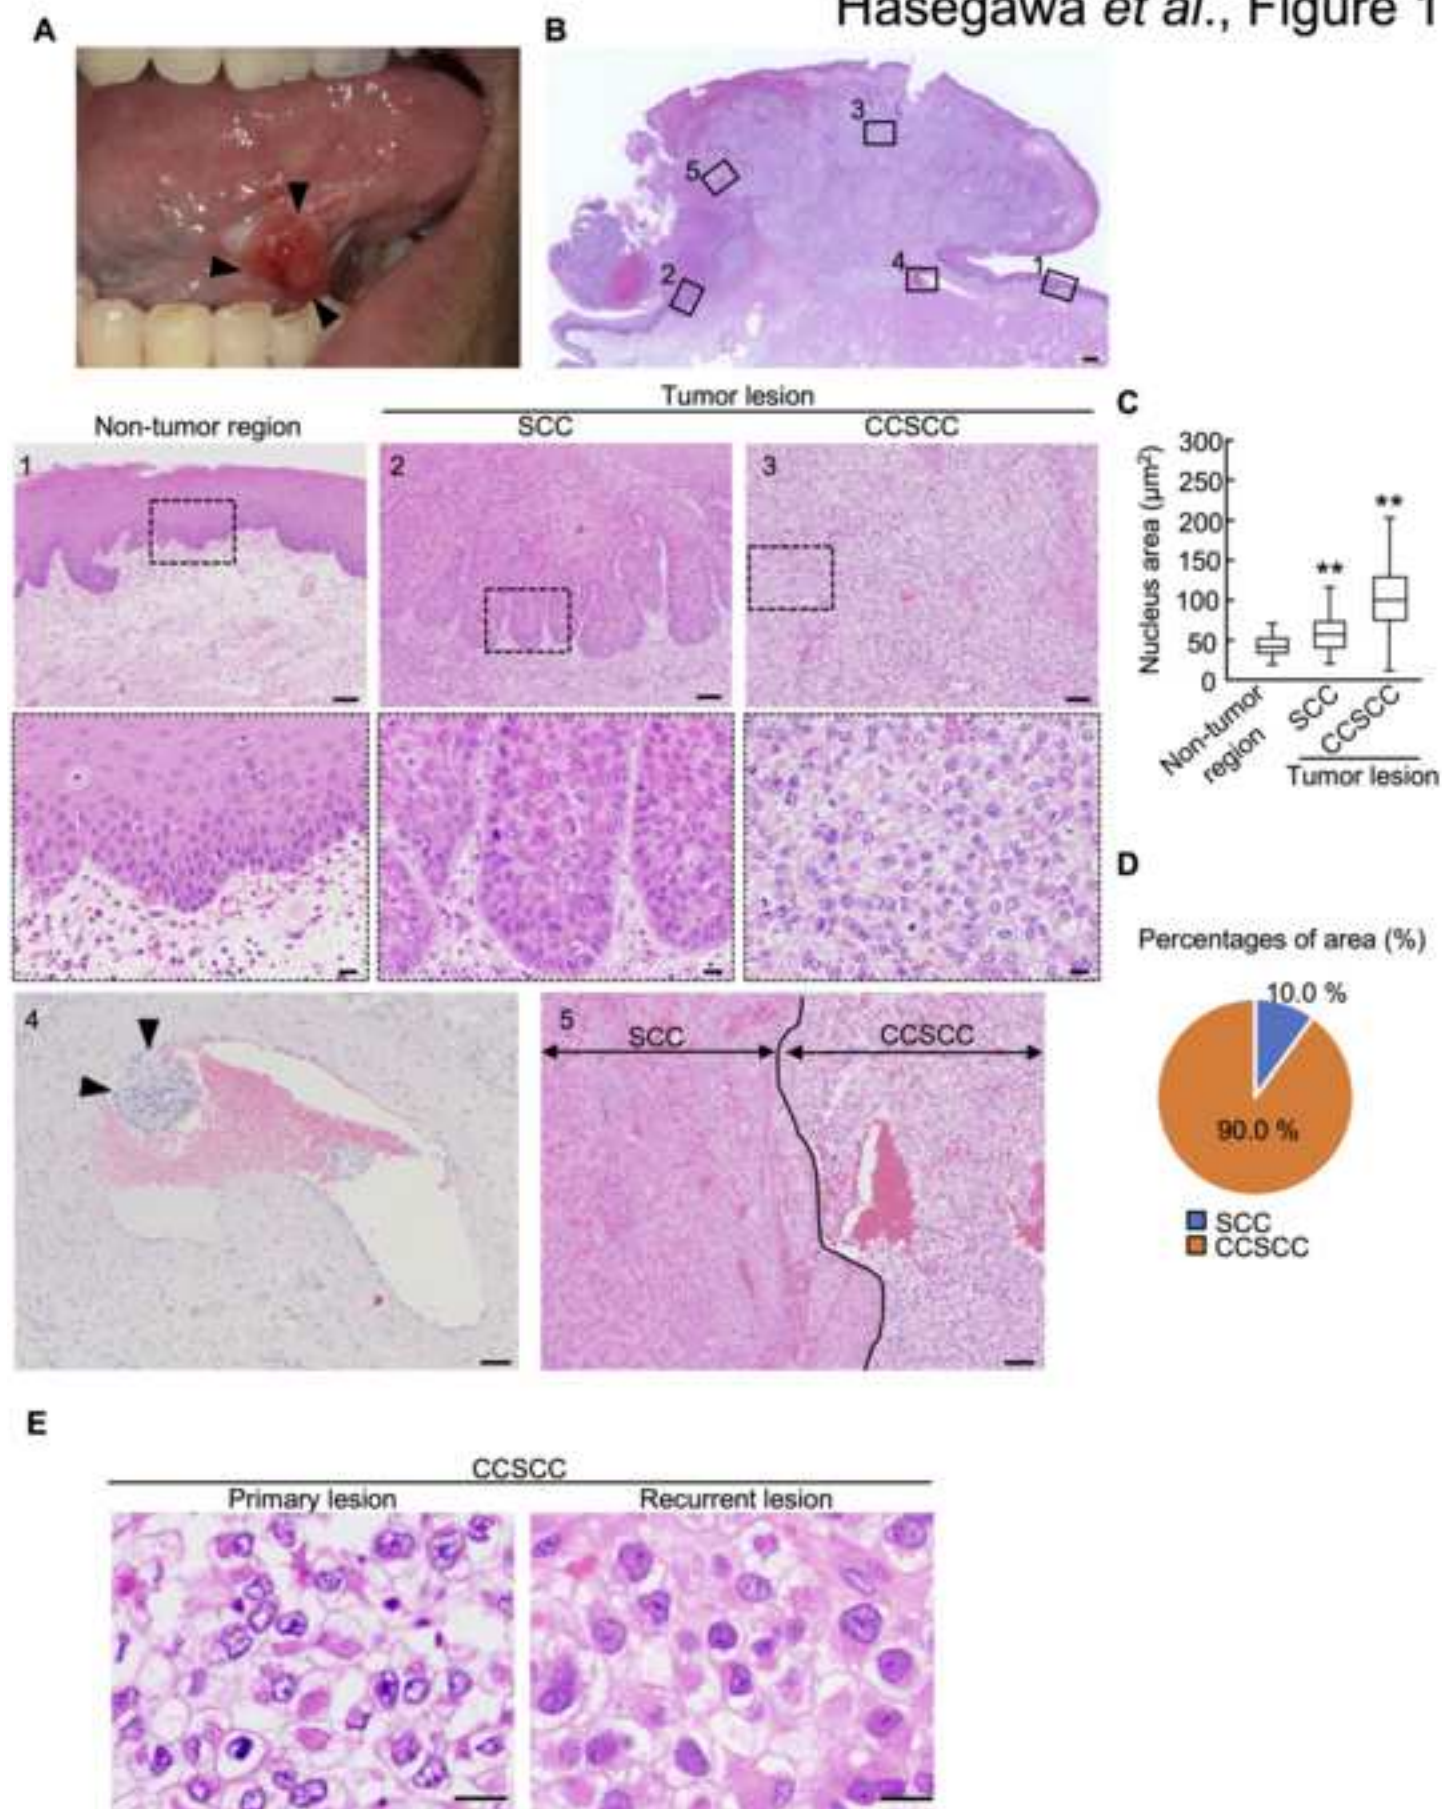 Hasegawa et al., Figure 1
A
B
3
5
2
4
1
Tumor lesion
Non-tumor region
SCC
CCSCC
1
2
3
C
Nucleus area (µm²)
300
250
200
150
100
50
0
**
**
Non-tumor
region
SCC
CCSCC
Tumor lesion
D
Percentages of area (%)
10.0 %
90.0 %
SCC
CCSCC
4
5
SCC
CCSCC
E
CCSCC
Primary lesion
Recurrent lesion